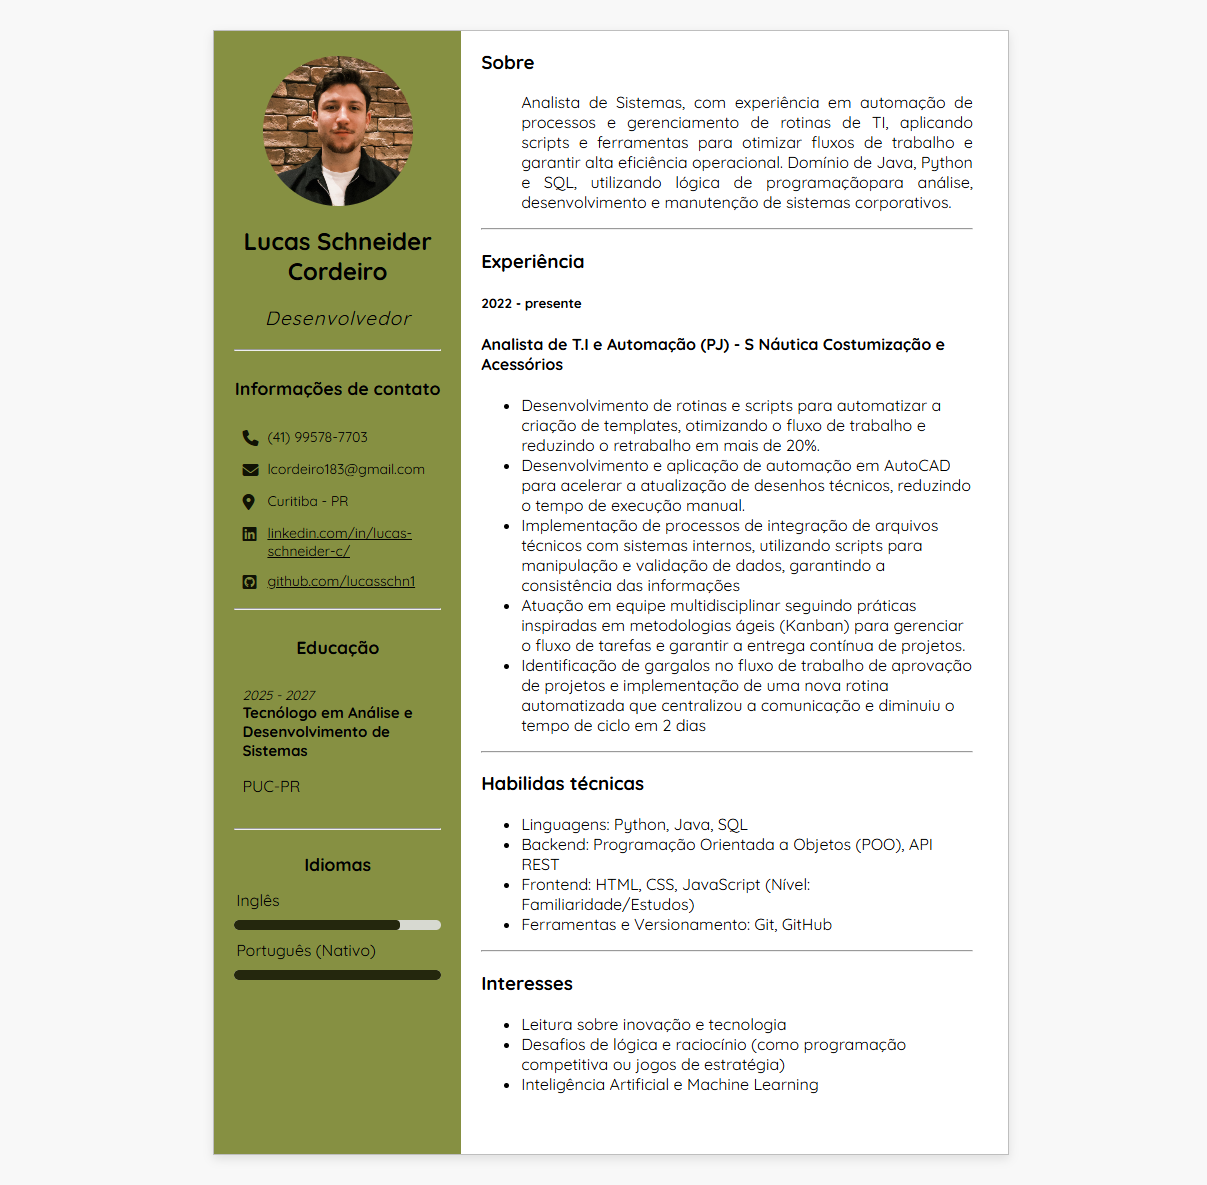 Lucas Schneider
Cordeiro
Desenvolvedor
Informações de contato
(41) 99578-7703
lcordeiro183@gmail.com
Curitiba - PR
linkedin.com/in/lucas-
schneider-c/
github.com/lucasschn1
Educação
2025 - 2027
Tecnólogo em Análise e
Desenvolvimento de
Sistemas
PUC-PR
Idiomas
Inglês
Português (Nativo)
Sobre
Analista de Sistemas, com experiência em automação de
processos e gerenciamento de rotinas de TI, aplicando
scripts e ferramentas para otimizar fluxos de trabalho e
garantir alta eficiência operacional. Domínio de Java, Python
e SQL, utilizando lógica de programaçãopara análise,
desenvolvimento e manutenção de sistemas corporativos.
Experiência
2022 - presente
Analista de T.I e Automação (PJ) - S Náutica Costumização e
Acessórios
• Desenvolvimento de rotinas e scripts para automatizar a
criação de templates, otimizando o fluxo de trabalho e
reduzindo o retrabalho em mais de 20%.
• Desenvolvimento e aplicação de automação em AutoCAD
para acelerar a atualização de desenhos técnicos, reduzindo
o tempo de execução manual.
• Implementação de processos de integração de arquivos
técnicos com sistemas internos, utilizando scripts para
manipulação e validação de dados, garantindo a
consistência das informações
• Atuação em equipe multidisciplinar seguindo práticas
inspiradas em metodologias ágeis (Kanban) para gerenciar
o fluxo de tarefas e garantir a entrega contínua de projetos.
• Identificação de gargalos no fluxo de trabalho de aprovação
de projetos e implementação de uma nova rotina
automatizada que centralizou a comunicação e diminuiu o
tempo de ciclo em 2 dias
Habilidas técnicas
• Linguagens: Python, Java, SQL
• Backend: Programação Orientada a Objetos (POO), API
REST
• Frontend: HTML, CSS, JavaScript (Nível:
Familiaridade/Estudos)
• Ferramentas e Versionamento: Git, GitHub
Interesses
• Leitura sobre inovação e tecnologia
• Desafios de lógica e raciocínio (como programação
competitiva ou jogos de estratégia)
• Inteligência Artificial e Machine Learning